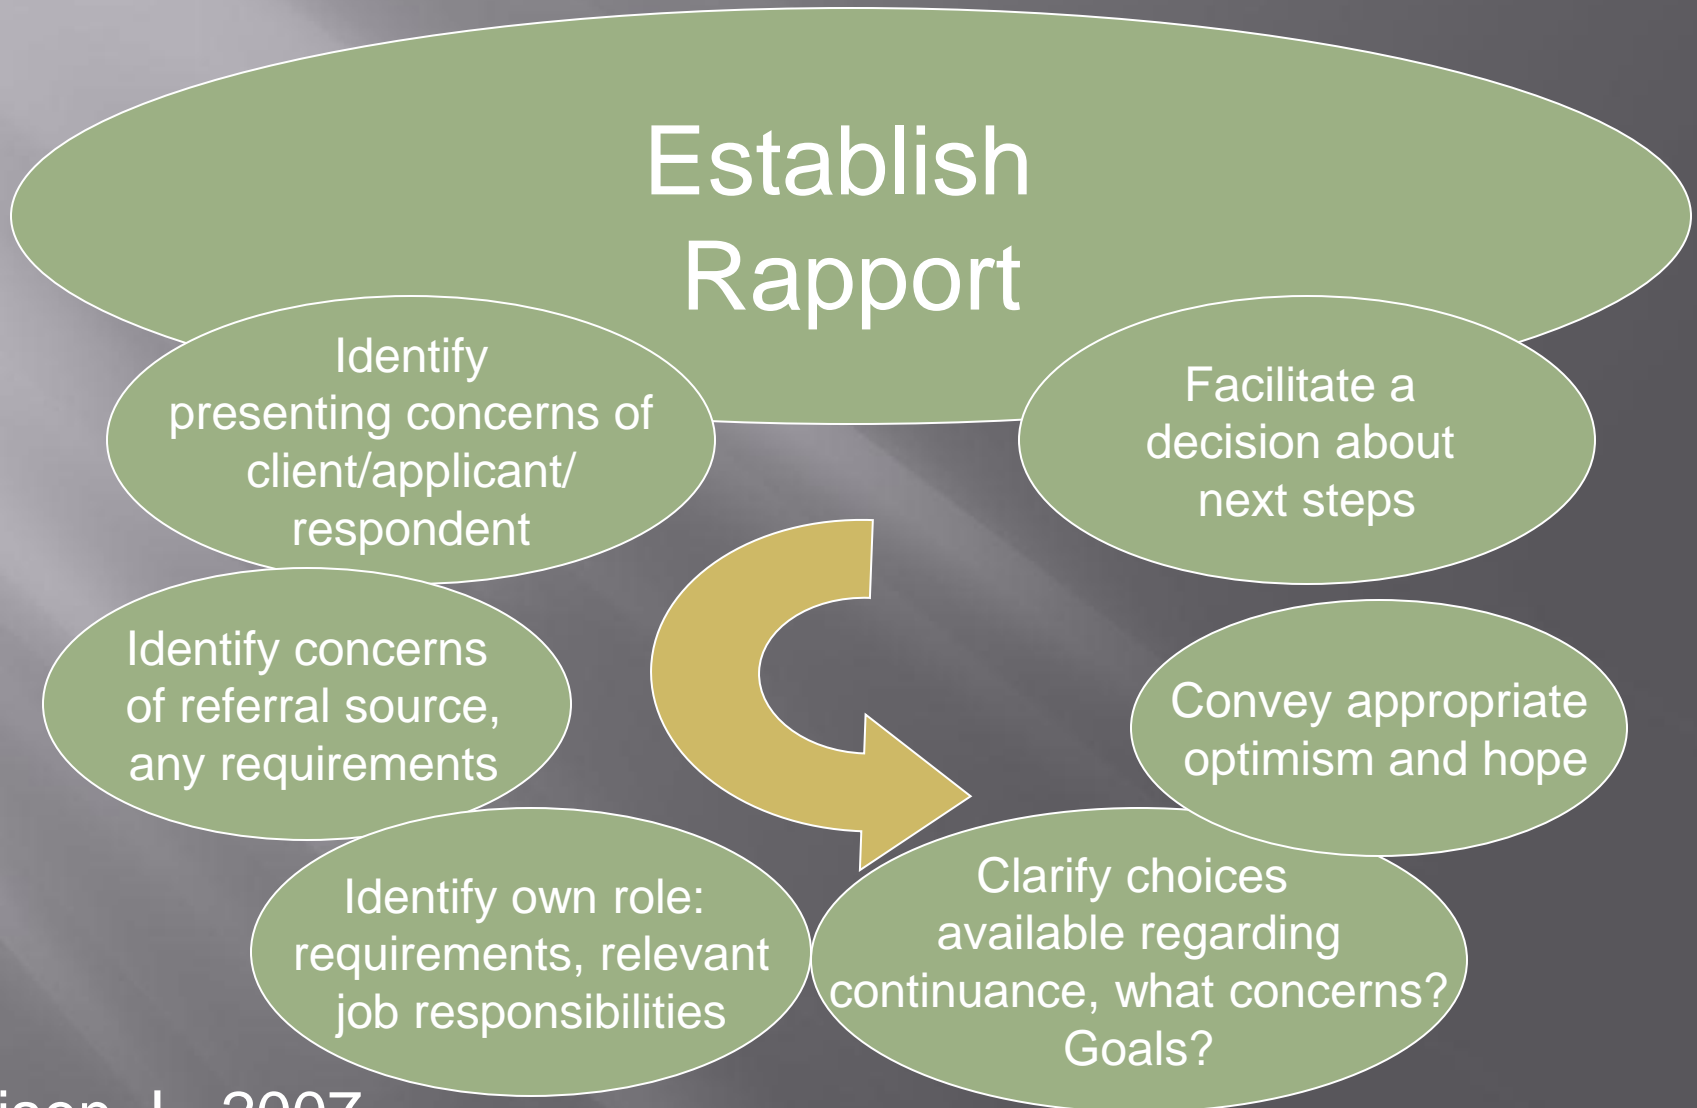 Establish
Rapport
Identify
presenting concerns of
client/applicant/
respondent
Identify concerns
of referral source,
any requirements
Identify own role:
requirements, relevant
job responsibilities
Clarify choices
available regarding
continuance, what concerns?
Goals?
Convey appropriate
optimism and hope
Facilitate a
decision about
next steps
2007